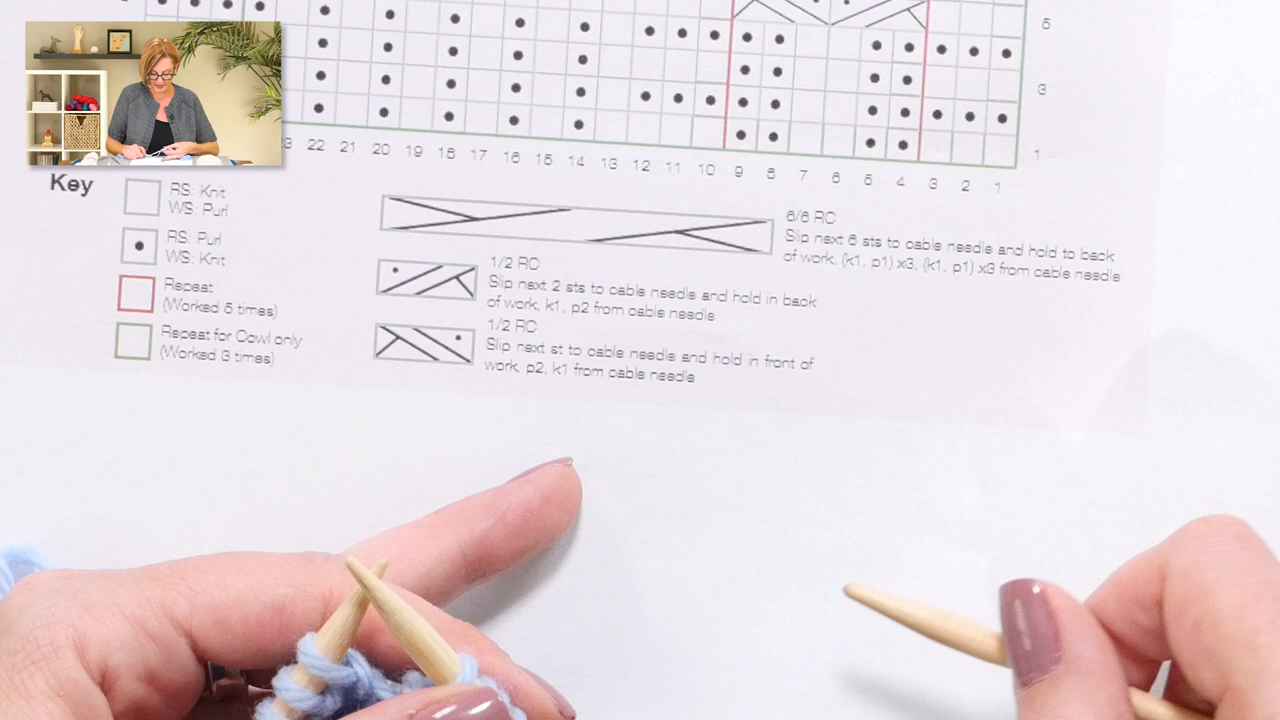 5
3
1
23 22 21 20 19 18 17 16 15 14 13 12 11 10 9 8 7 6 5 4 3 2 1
Key
RS: Knit
WS: Purl
RS: Purl
WS: Knit
Repeat
(Worked 5 times)
Repeat for Cowl only
(Worked 3 times)
6/6 RC
Slip next 6 sts to cable needle and hold to back
of work, (k1, p1) x3, (k1, p1) x3 from cable needle
1/2 RC
Slip next 2 sts to cable needle and hold in back
of work, k1, p2 from cable needle
1/2 RC
Slip next st to cable needle and hold in front of
work, p2, k1 from cable needle